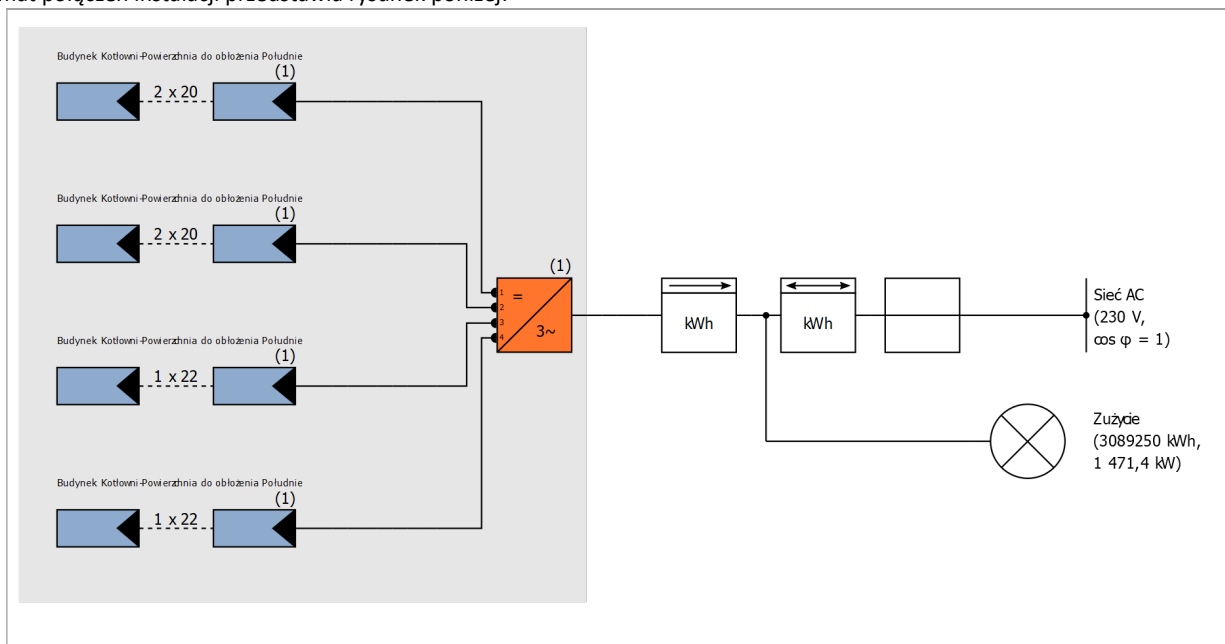 Budynek Kotłowni-Powierzchnia do obłożenia Południe
(1)
2 x 20
Budynek Kotłowni-Powierzchnia do obłożenia Południe
(1)
2 x 20
(1)
1
2
3
4
=
3~
kWh
kWh
Sieć AC
(230 V,
cos φ = 1)
Budynek Kotłowni-Powierzchnia do obłożenia Południe
(1)
1 x 22
Zużycie
(3089250 kWh,
1 471,4 kW)
Budynek Kotłowni-Powierzchnia do obłożenia Południe
(1)
1 x 22